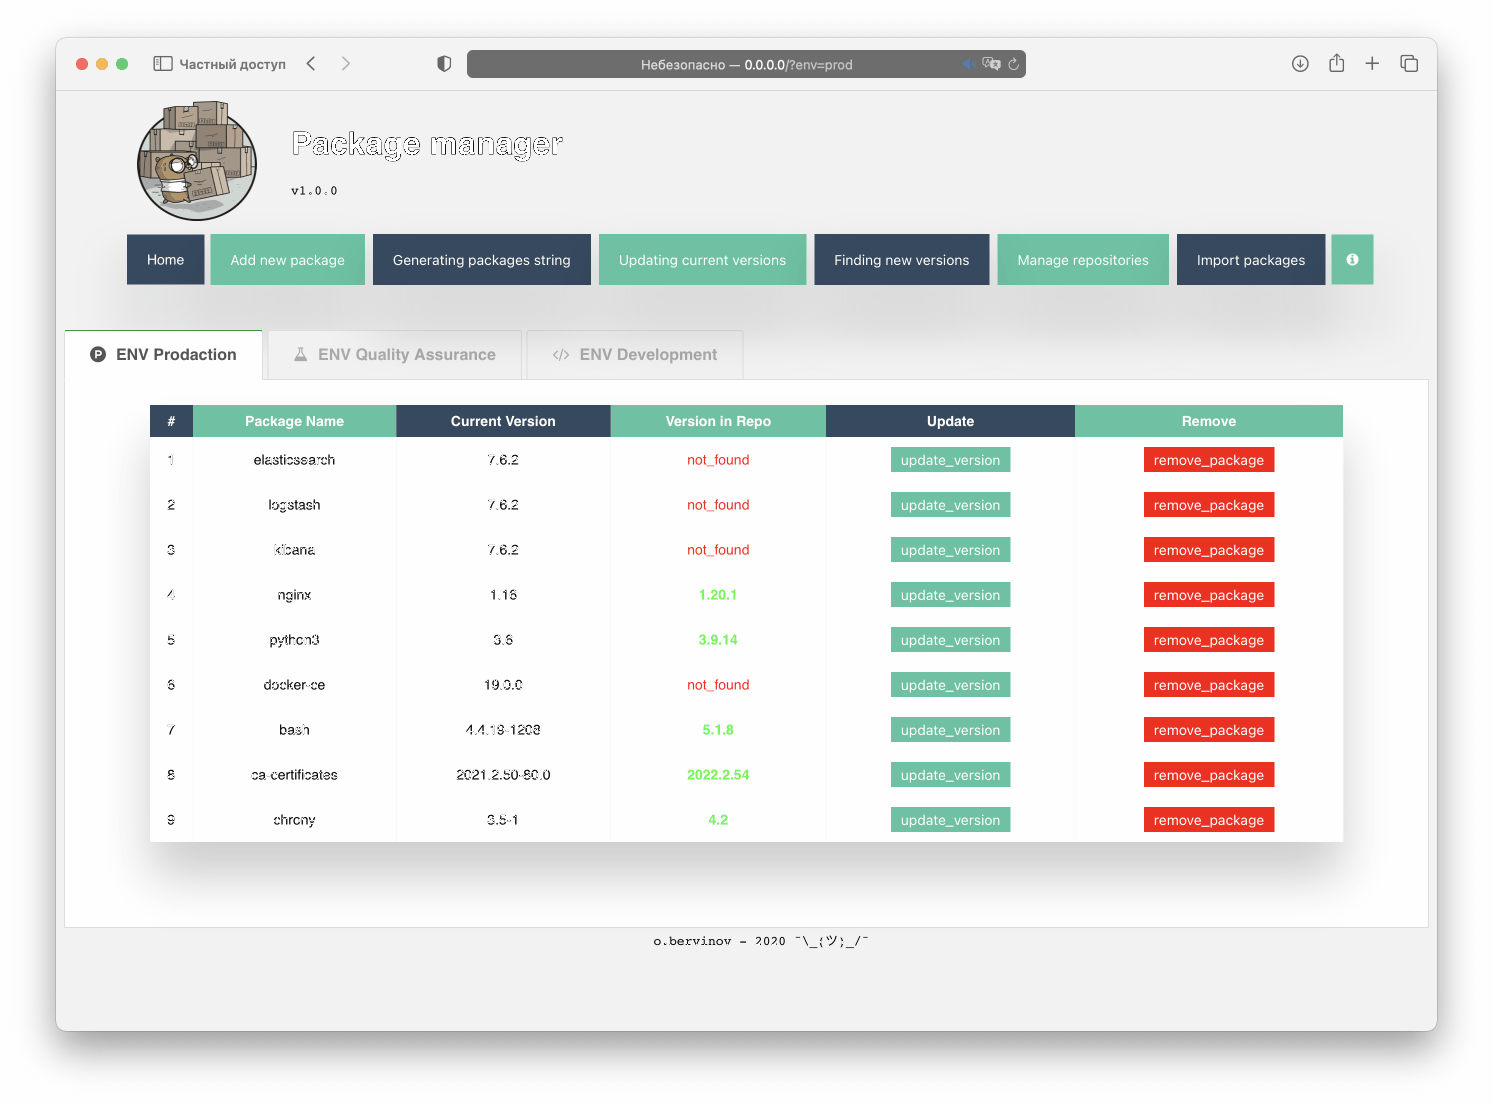 Частный доступ
Небезопасно — 0.0.0.0/?env=prod
Package manager
v1.0.0
Home Add new package Generating packages string Updating current versions Finding new versions Manage repositories Import packages
ENV Prodaction ENV Quality Assurance ENV Development
# Package Name Current Version Version in Repo Update Remove
1 elasticsearch 7.6.2 not_found update_version remove_package
2 logstash 7.6.2 not_found update_version remove_package
3 kibana 7.6.2 not_found update_version remove_package
4 nginx 1.16 1.20.1 update_version remove_package
5 python3 3.6 3.9.14 update_version remove_package
6 docker-ce 19.0.0 not_found update_version remove_package
7 bash 4.4.19-1208 5.1.8 update_version remove_package
8 ca-certificates 2021.2.50-80.0 2022.2.54 update_version remove_package
9 chrony 3.5-1 4.2 update_version remove_package
o.bervinov - 2020 ¯\_(ツ)_/¯